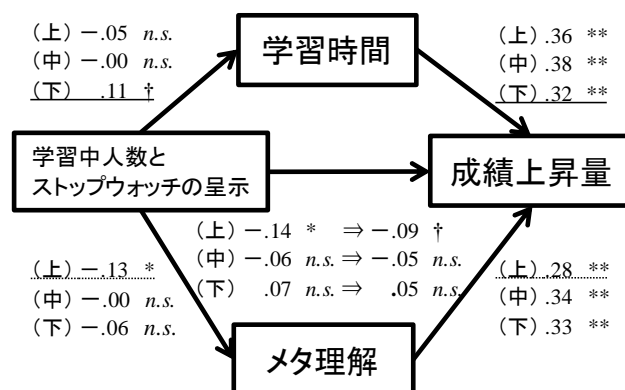 (上) －.05 n.s.
(中) －.00 n.s.
(下) .11 †
学習時間
(上) .36 **
(中) .38 **
(下) .32 **
学習中人数と
ストップウォッチの呈示
成績上昇量
(上) －.14 * ⇒ －.09 †
(中) －.06 n.s. ⇒ －.05 n.s.
(下) .07 n.s. ⇒ .05 n.s.
(上) －.13 *
(中) －.00 n.s.
(下) －.06 n.s.
(上) .28 **
(中) .34 **
(下) .33 **
メタ理解